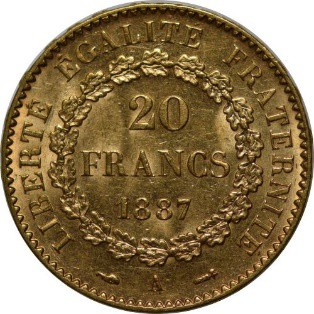 LIBERTE EGALITE FRATERNITE
20
FRANCS
1887
A